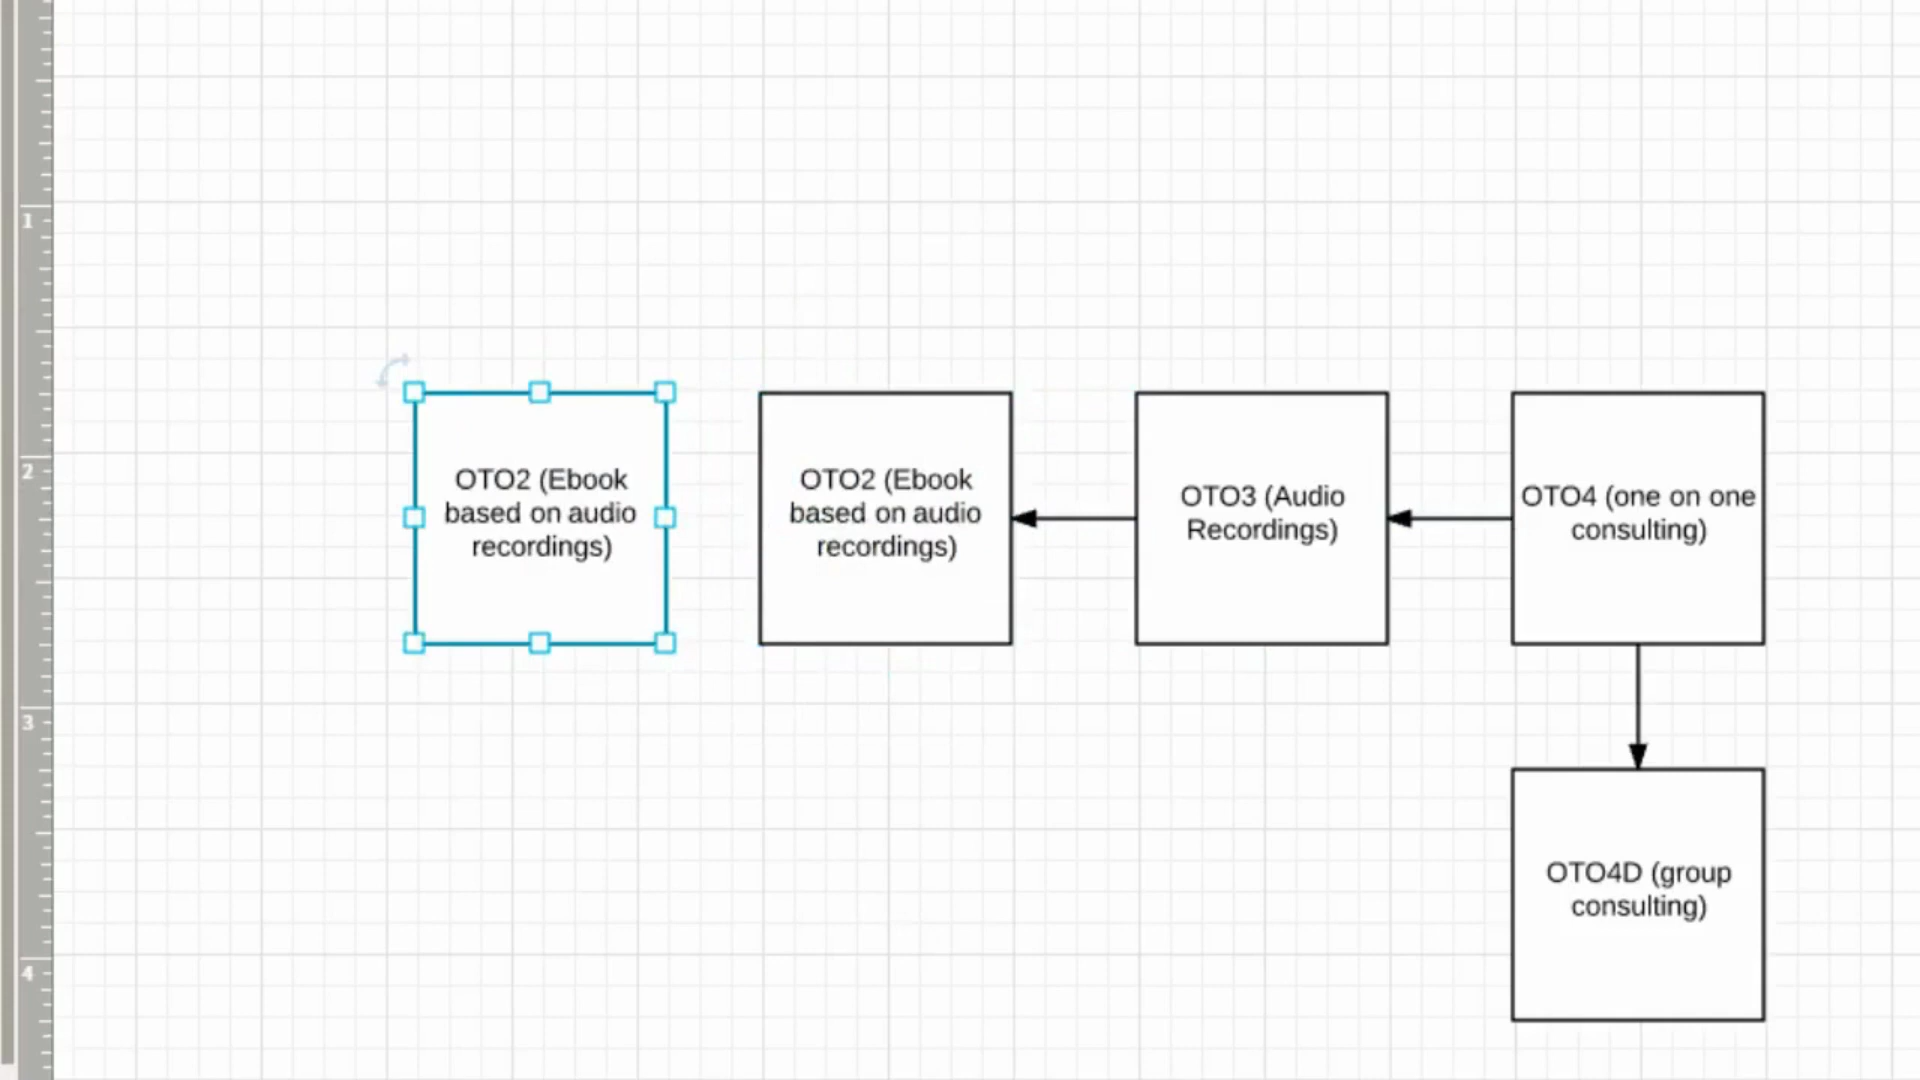 1
2
3
4
OTO2 (Ebook
based on audio
recordings)
OTO2 (Ebook
based on audio
recordings)
OTO3 (Audio
Recordings)
OTO4 (one on one
consulting)
OTO4D (group
consulting)